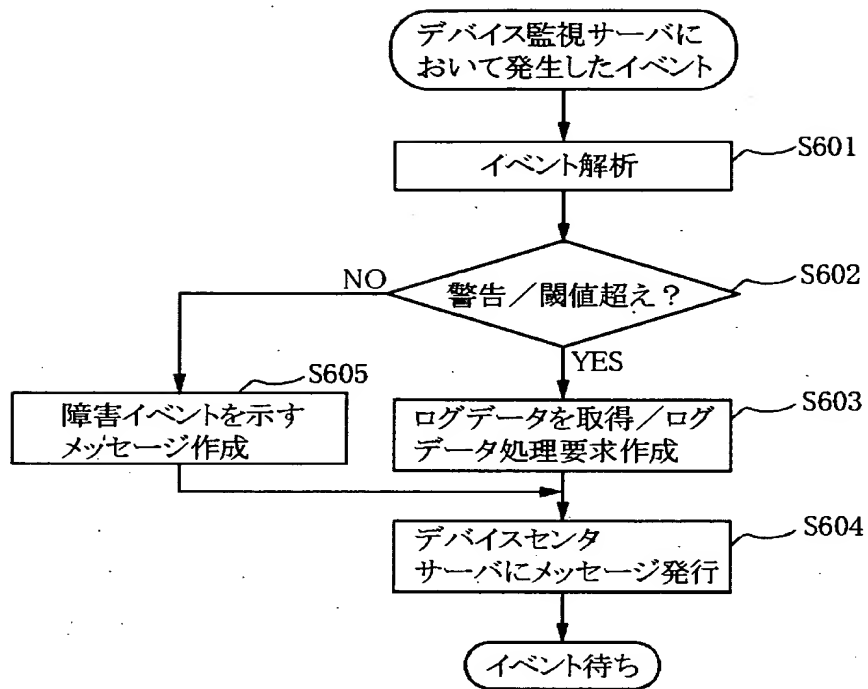 デバイス監視サーバに
おいて発生したイベント
イベント解析
S601
警告／閾値超え？
S602
NO
YES
S605
障害イベントを示す
メッセージ作成
ログデータを取得／ログ
データ処理要求作成
S603
デバイスセンタ
サーバにメッセージ発行
S604
イベント待ち